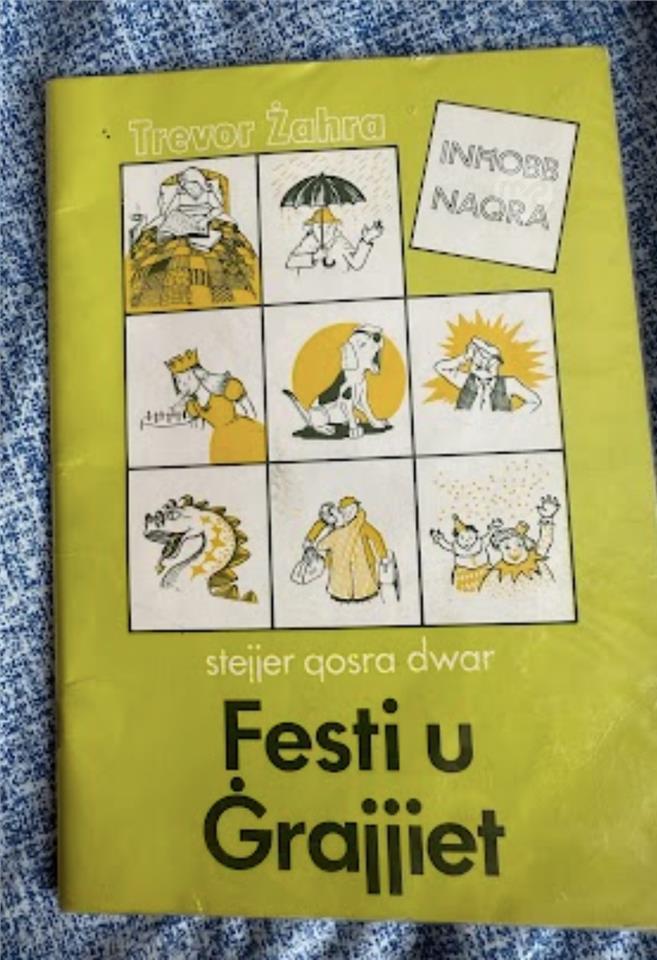 Trevor Żahra
INĦOBB
NAQRA
stejjer qosra dwar
Festi u
Ġrajjiet